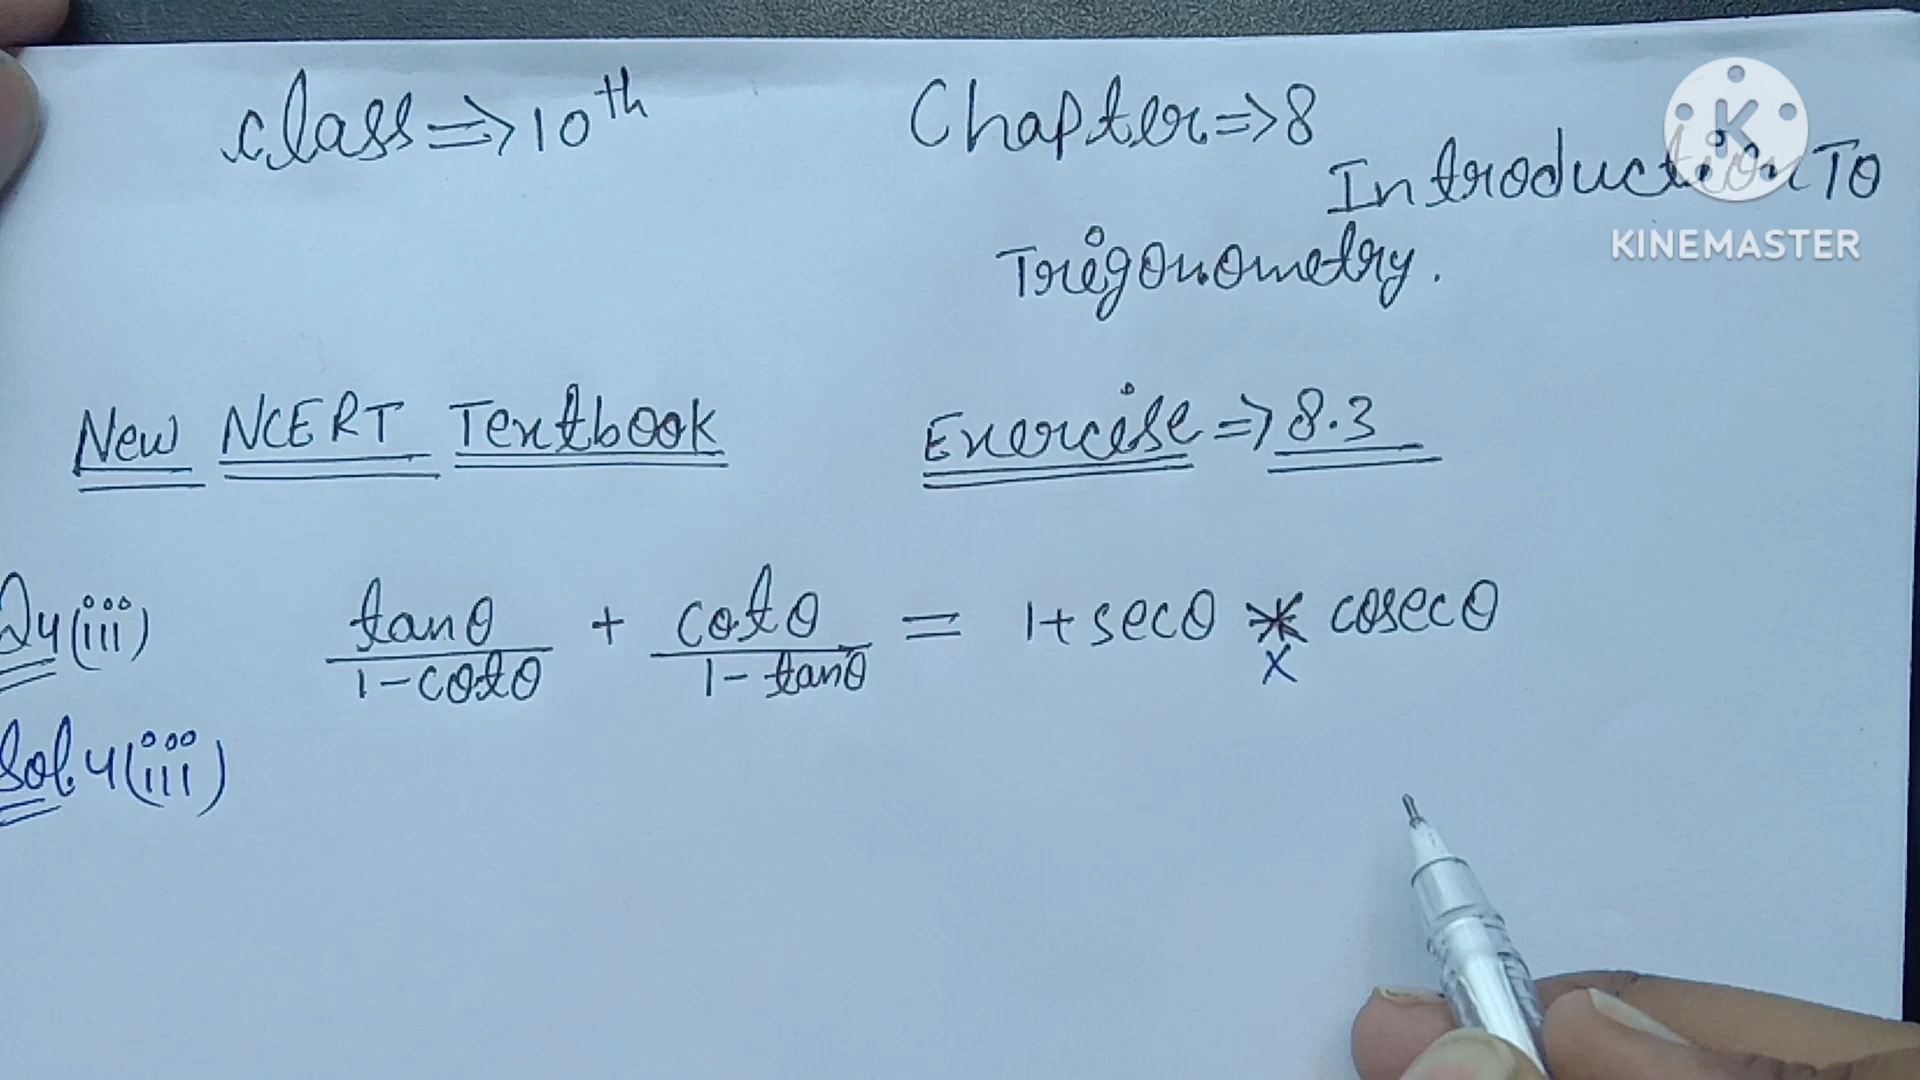 class => 10th Chapter => 8
Introduction To
Trigonometry.
K
KINEMASTER
New NCERT Textbook Exercise => 8.3
Q4(iii) tanθ/1-cotθ + cotθ/1-tanθ = 1+secθ × cosecθ
Sol.4(iii)